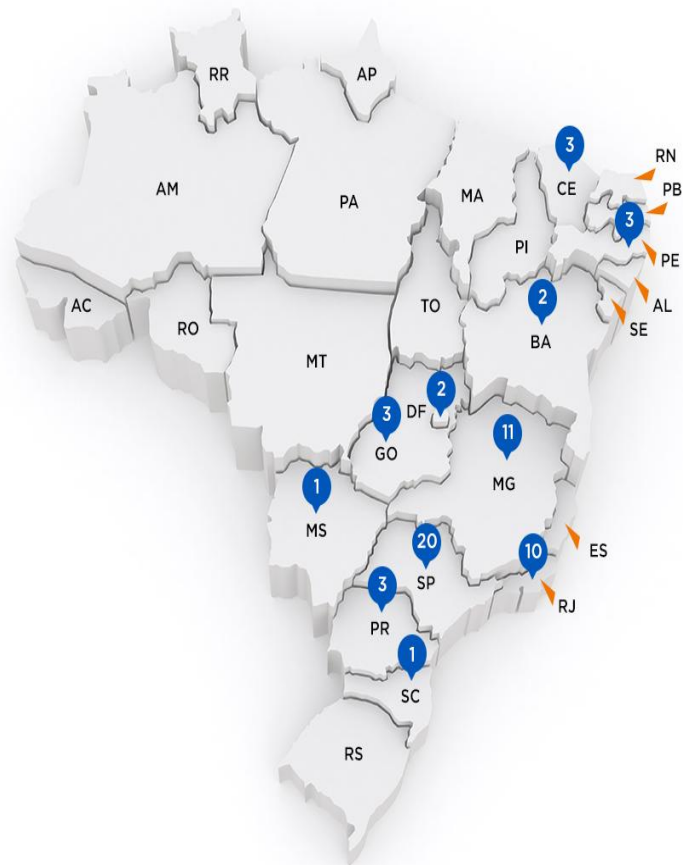 RR
AP
3
RN
CE
PB
AM
MA
PA
3
PI
PE
2
AC
TO
AL
RO
SE
BA
MT
2
3
DF
11
GO
MG
1
MS
20
10
ES
SP
3
RJ
PR
1
SC
RS